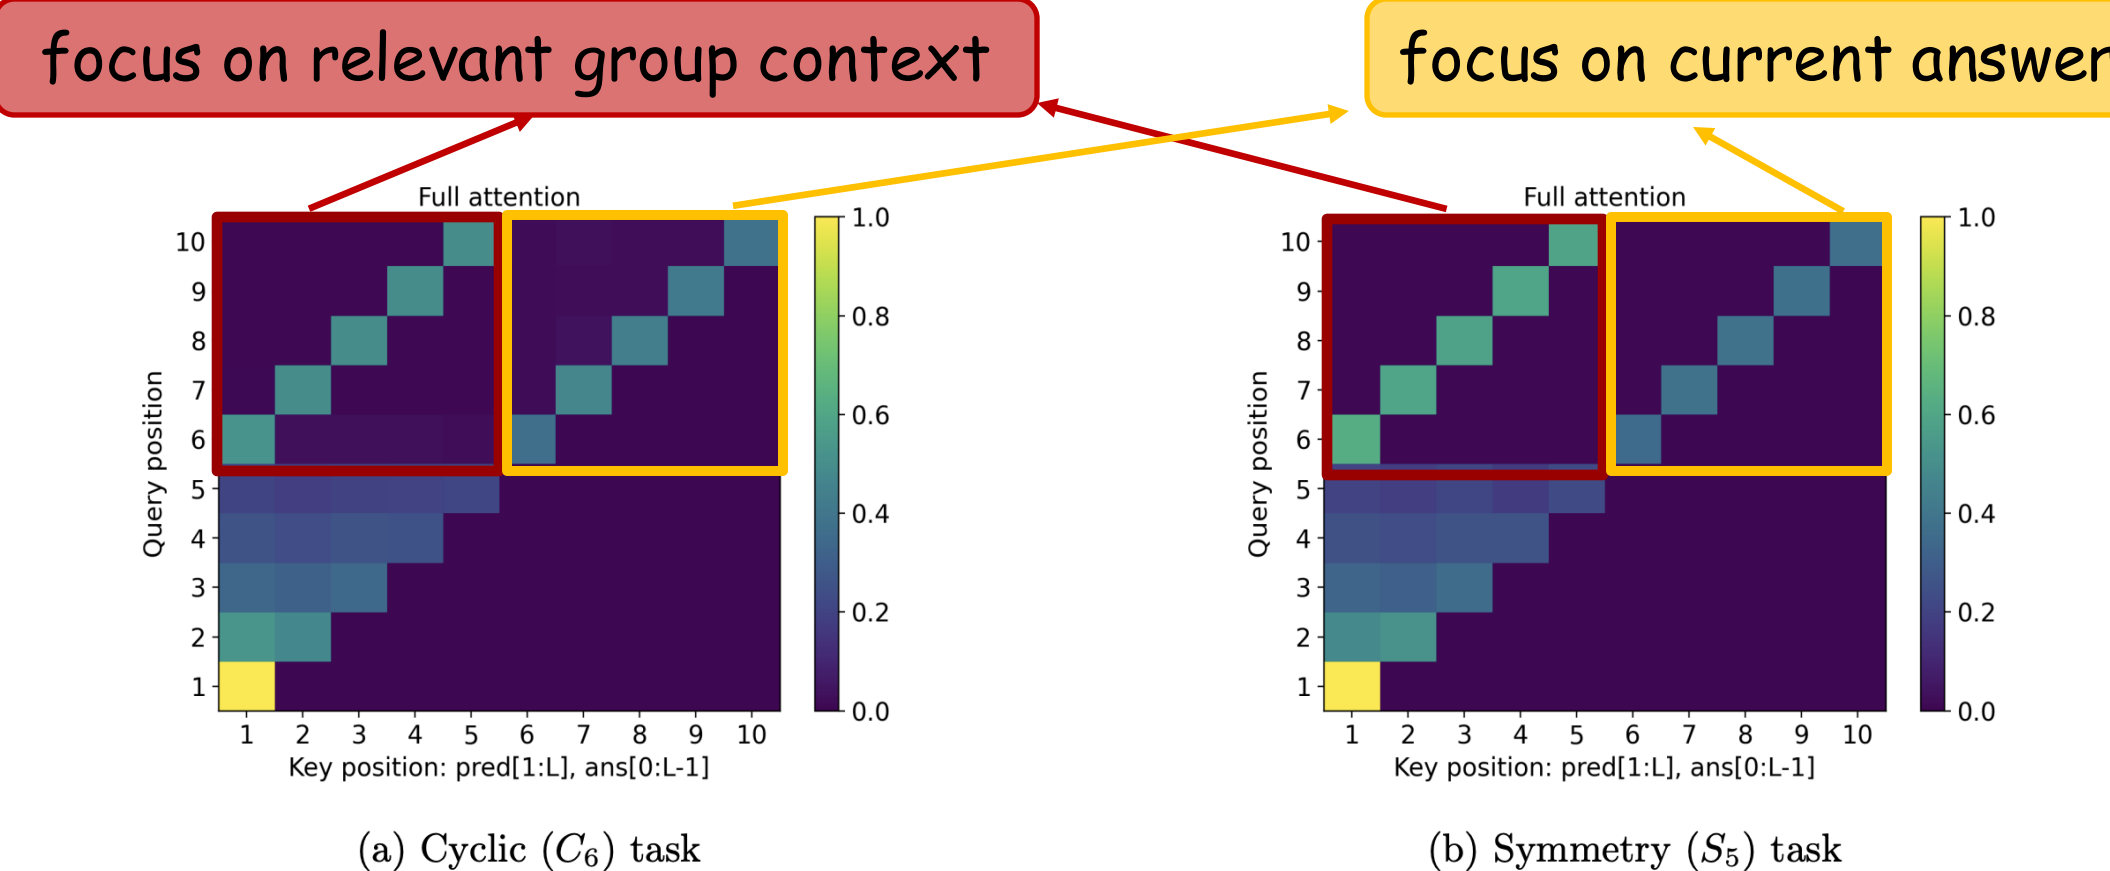 focus on relevant group context
focus on current answer
Full attention
10
9
8
7
6
5
4
3
2
1
Query position
1 2 3 4 5 6 7 8 9 10
Key position: pred[1:L], ans[0:L-1]
1.0
0.8
0.6
0.4
0.2
0.0
(a) Cyclic (C₆) task
Full attention
10
9
8
7
6
5
4
3
2
1
Query position
1 2 3 4 5 6 7 8 9 10
Key position: pred[1:L], ans[0:L-1]
1.0
0.8
0.6
0.4
0.2
0.0
(b) Symmetry (S₅) task